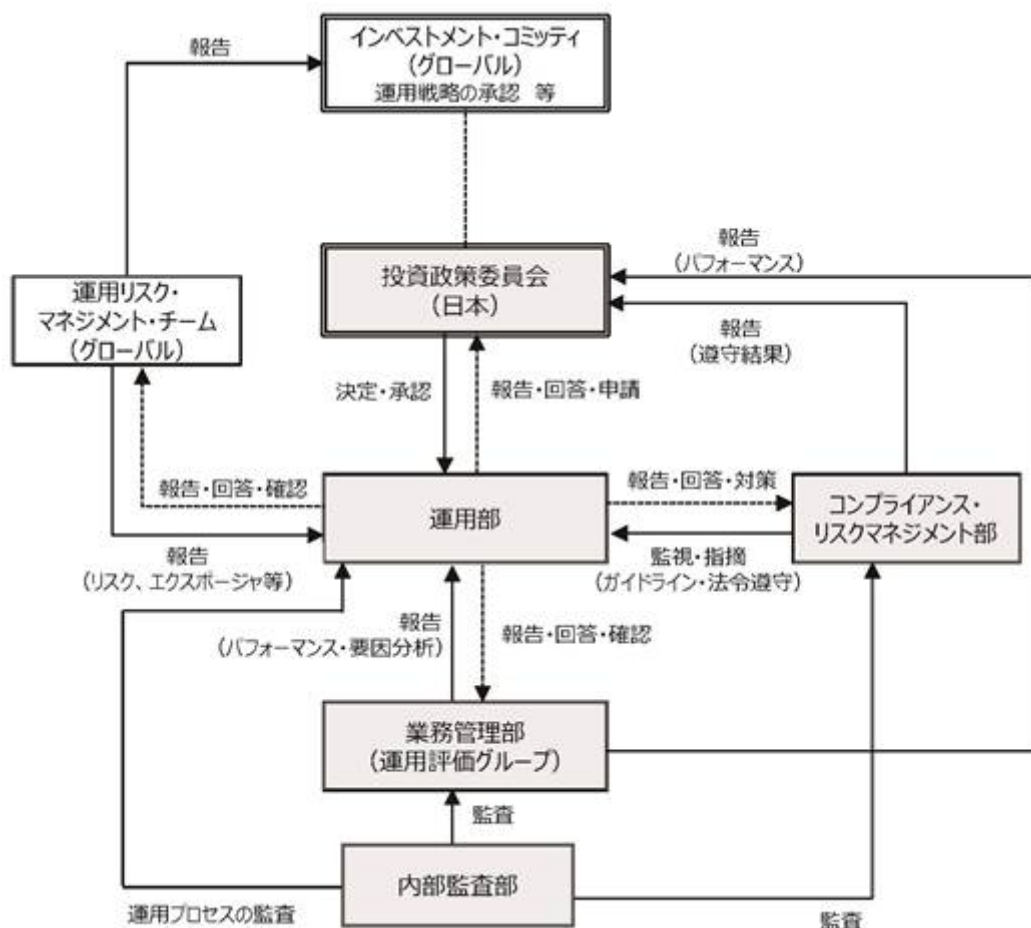 インベストメント・コミッティ
(グローバル)
運用戦略の承認 等
報告
投資政策委員会
(日本)
報告
(パフォーマンス)
運用リスク・
マネジメント・チーム
(グローバル)
報告
(遵守結果)
決定・承認
報告・回答・申請
報告・回答・確認
運用部
報告・回答・対策
コンプライアンス・
リスクマネジメント部
報告
(リスク、エクスポージャ等)
監視・指摘
(ガイドライン・法令遵守)
報告
(パフォーマンス・要因分析)
報告・回答・確認
業務管理部
(運用評価グループ)
監査
内部監査部
運用プロセスの監査
監査